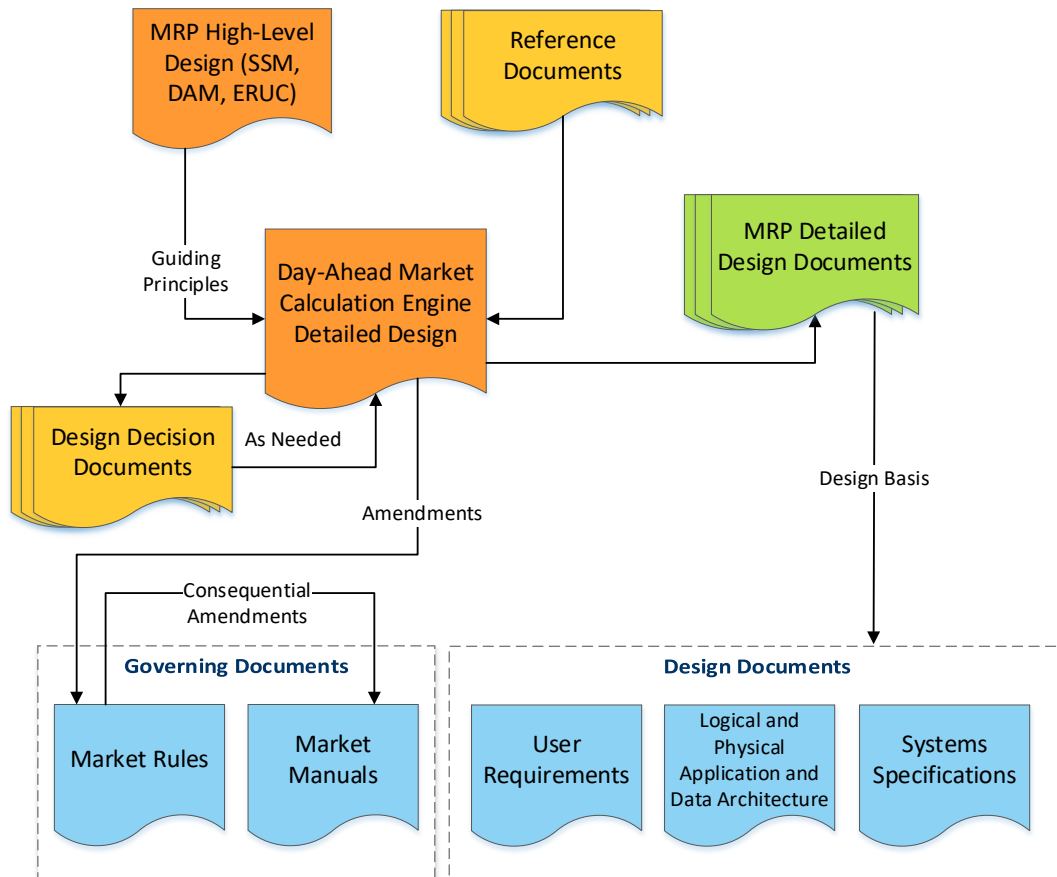 MRP High-Level
Design (SSM,
DAM, ERUC)
Reference
Documents
MRP Detailed
Design Documents
Guiding
Principles
Day-Ahead Market
Calculation Engine
Detailed Design
Design Decision
Documents
As Needed
Design Basis
Amendments
Consequential
Amendments
Governing Documents
Design Documents
Market Rules
Market
Manuals
User
Requirements
Logical and
Physical
Application and
Data Architecture
Systems
Specifications